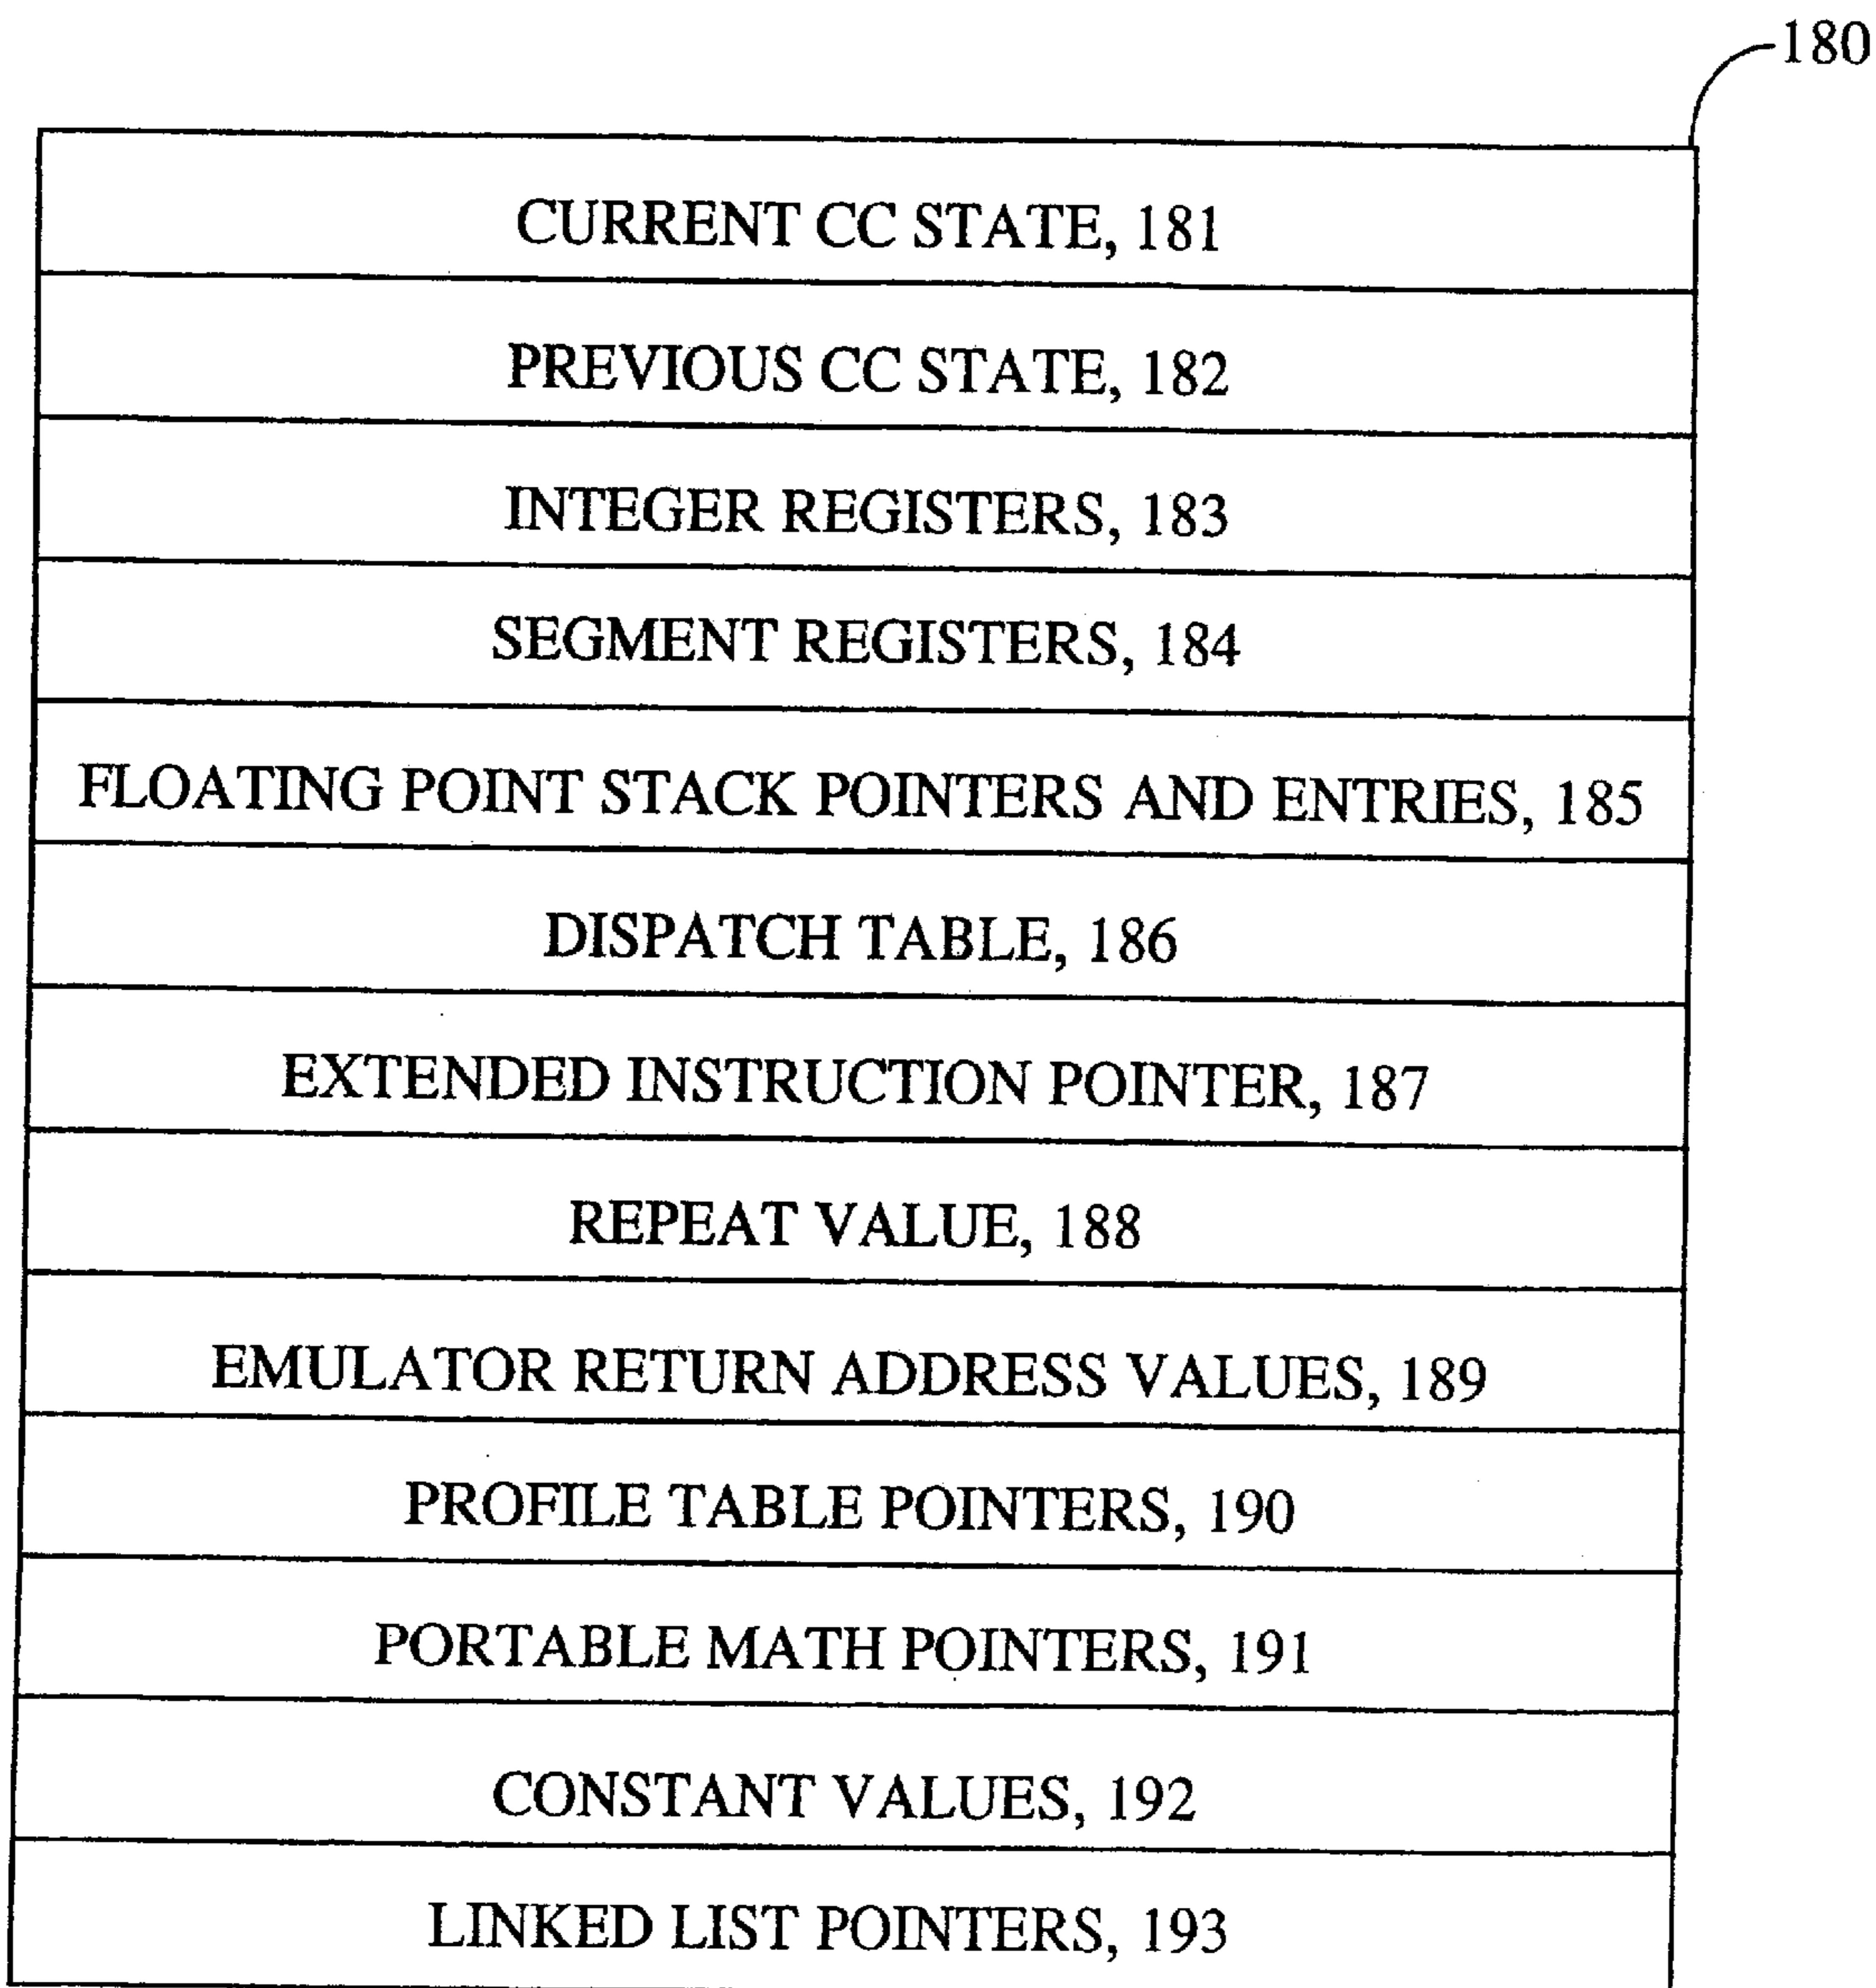 180
CURRENT CC STATE, 181
PREVIOUS CC STATE, 182
INTEGER REGISTERS, 183
SEGMENT REGISTERS, 184
FLOATING POINT STACK POINTERS AND ENTRIES, 185
DISPATCH TABLE, 186
EXTENDED INSTRUCTION POINTER, 187
REPEAT VALUE, 188
EMULATOR RETURN ADDRESS VALUES, 189
PROFILE TABLE POINTERS, 190
PORTABLE MATH POINTERS, 191
CONSTANT VALUES, 192
LINKED LIST POINTERS, 193